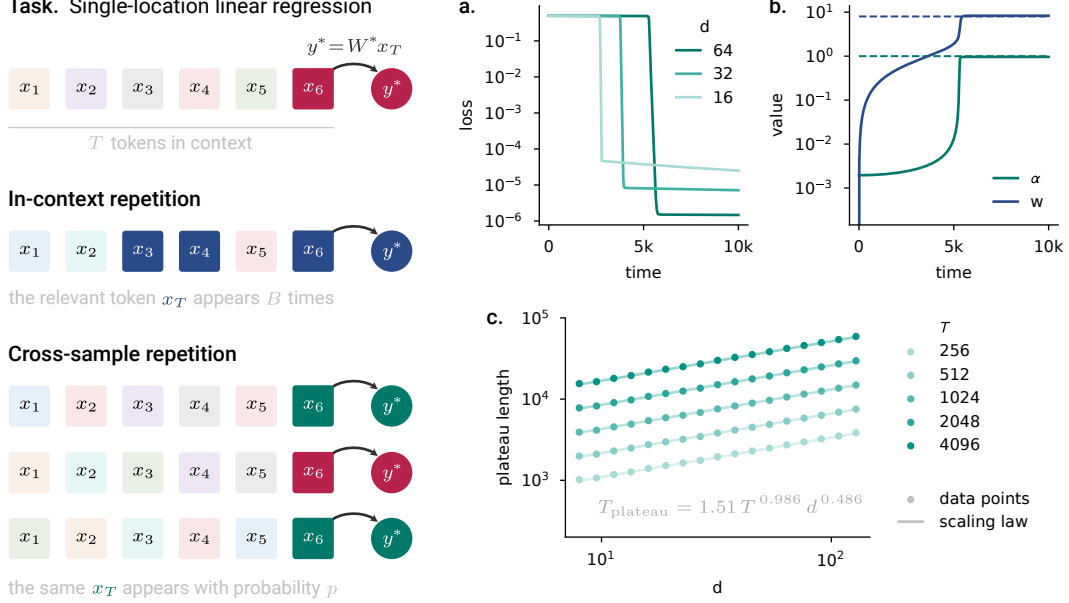 Task. Single-location linear regression
y* = W* x_T
x_1 x_2 x_3 x_4 x_5 x_6 y*
T tokens in context
In-context repetition
x_1 x_2 x_3 x_4 x_5 x_6 y*
the relevant token x_T appears B times
Cross-sample repetition
x_1 x_2 x_3 x_4 x_5 x_6 y*
x_1 x_2 x_3 x_4 x_5 x_6 y*
x_1 x_2 x_3 x_4 x_5 x_6 y*
the same x_T appears with probability p
a.
loss
10^-1
10^-2
10^-3
10^-4
10^-5
10^-6
d
64
32
16
0 5k 10k
time
b.
value
10^1
10^0
10^-1
10^-2
10^-3
α
w
0 5k 10k
time
c.
plateau length
10^5
10^4
10^3
T_plateau = 1.51 T^0.986 d^0.486
10^1 10^2
d
T
256
512
1024
2048
4096
data points
scaling law